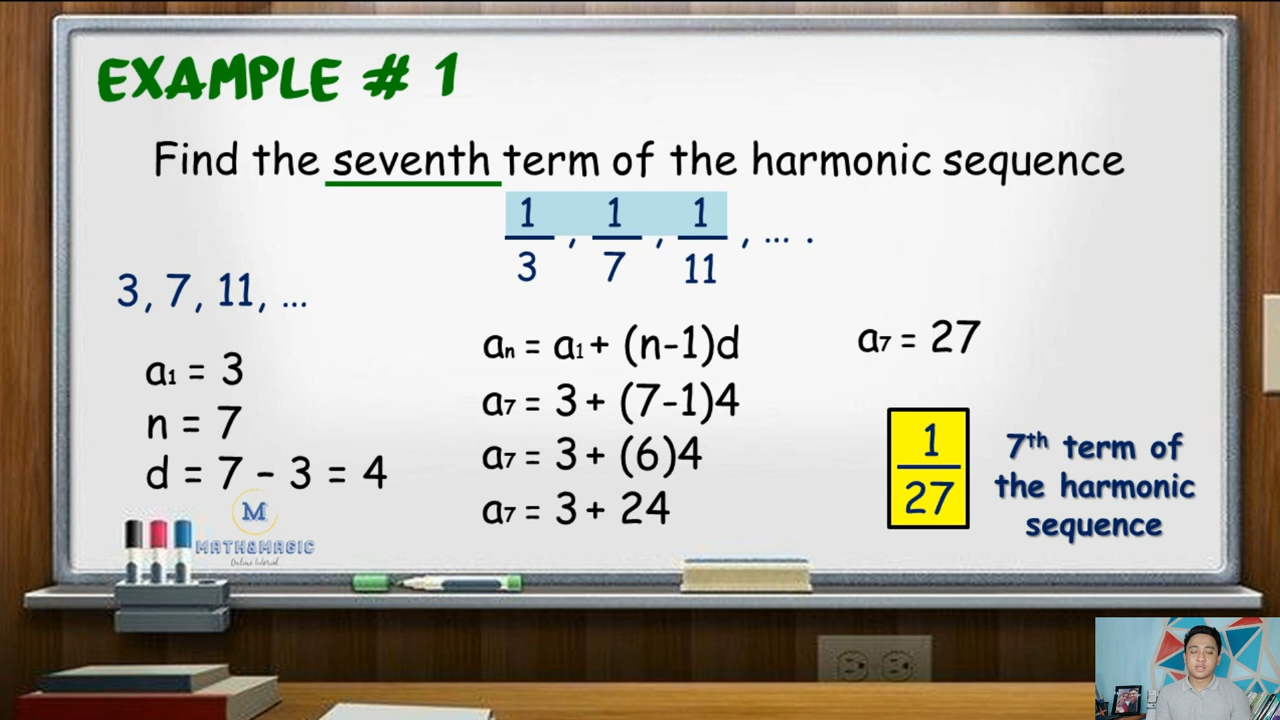 EXAMPLE # 1
Find the seventh term of the harmonic sequence
1/3 , 1/7 , 1/11 , ... .
3, 7, 11, ...
a₁ = 3
n = 7
d = 7 - 3 = 4
aₙ = a₁ + (n-1)d
a₇ = 3 + (7-1)4
a₇ = 3 + (6)4
a₇ = 3 + 24
a₇ = 27
1/27
7th term of
the harmonic
sequence
M
MATH&MAGIC
Online tutorial